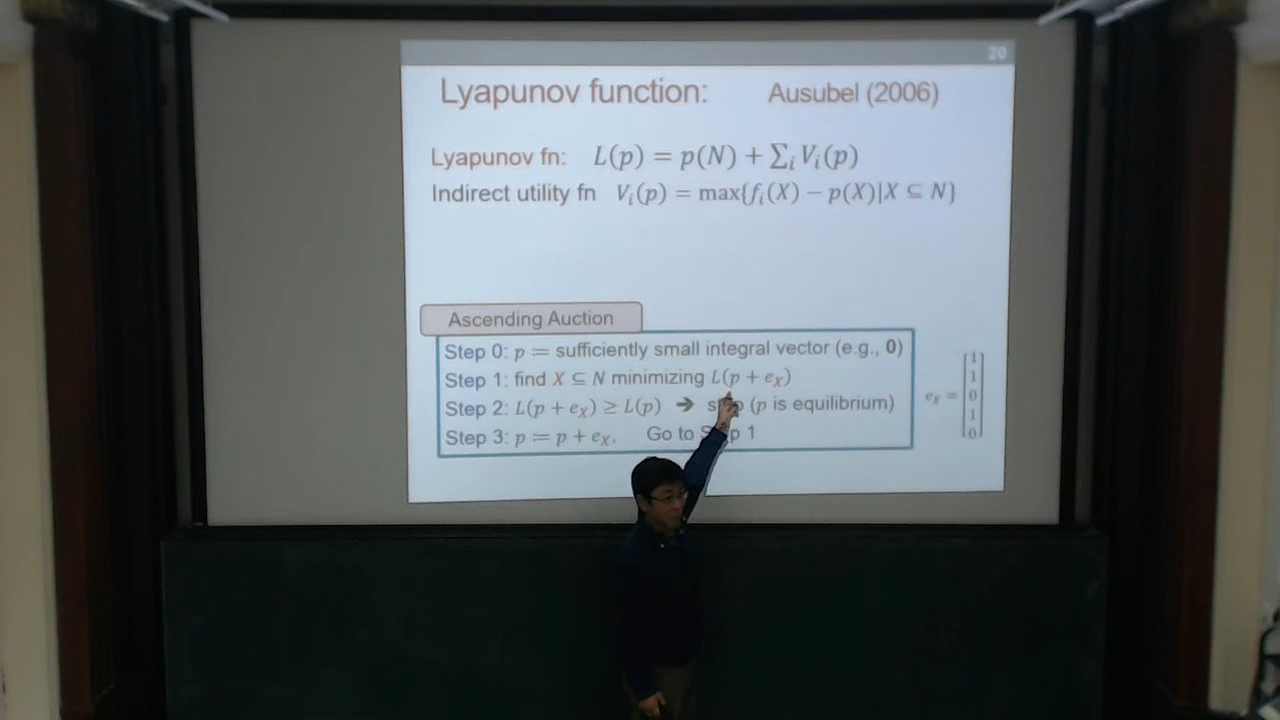 20
Lyapunov function: Ausubel (2006)
Lyapunov fn: L(p) = p(N) + ∑ᵢ Vᵢ(p)
Indirect utility fn Vᵢ(p) = max{fᵢ(X) − p(X)|X ⊆ N}
Ascending Auction
Step 0: p := sufficiently small integral vector (e.g., 0)
Step 1: find X ⊆ N minimizing L(p + e_X)
Step 2: L(p + e_X) ≥ L(p) ➔ (p is equilibrium)
Step 3: p := p + e_X. Go to 1
e_X = [1 1 0 1 0]